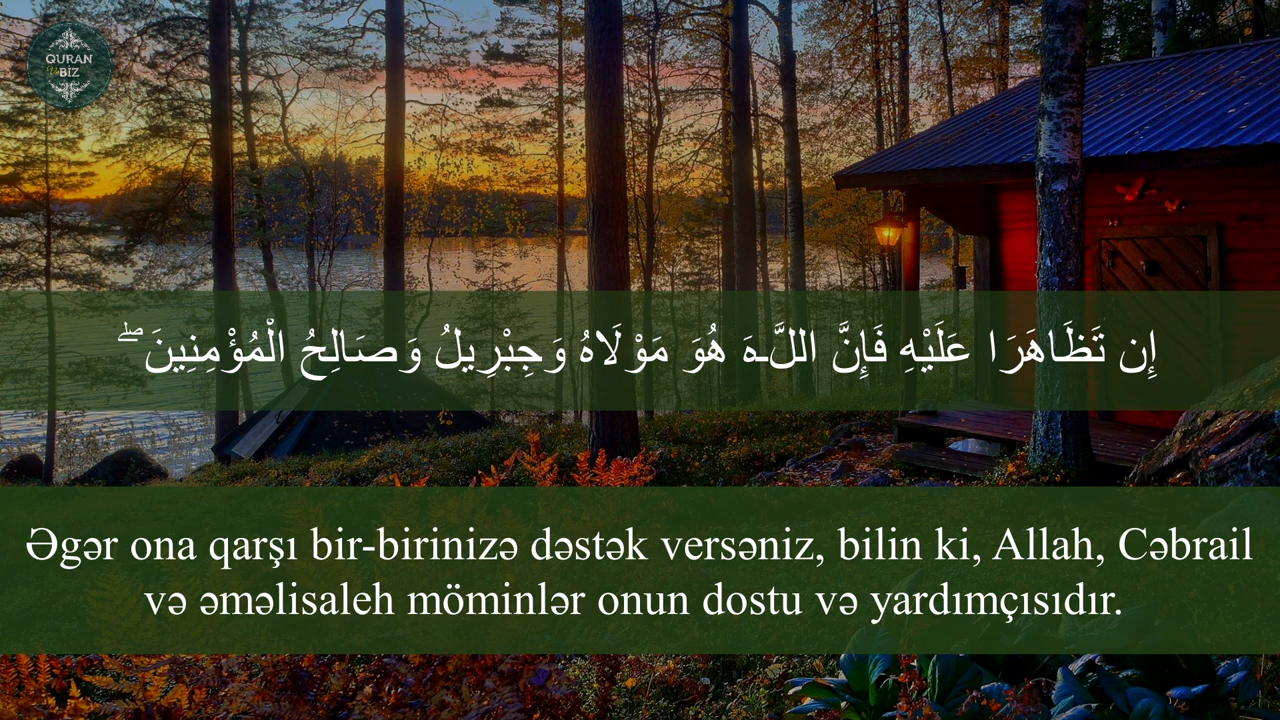 QURAN
Və BİZ
إِن تَظَاهَرَا عَلَيْهِ فَإِنَّ اللَّـهَ هُوَ مَوْلَاهُ وَجِبْرِيلُ وَصَالِحُ الْمُؤْمِنِينَ ۖ
Əgər ona qarşı bir-birinizə dəstək versəniz, bilin ki, Allah, Cəbrail
və əməlisaleh möminlər onun dostu və yardımçısıdır.